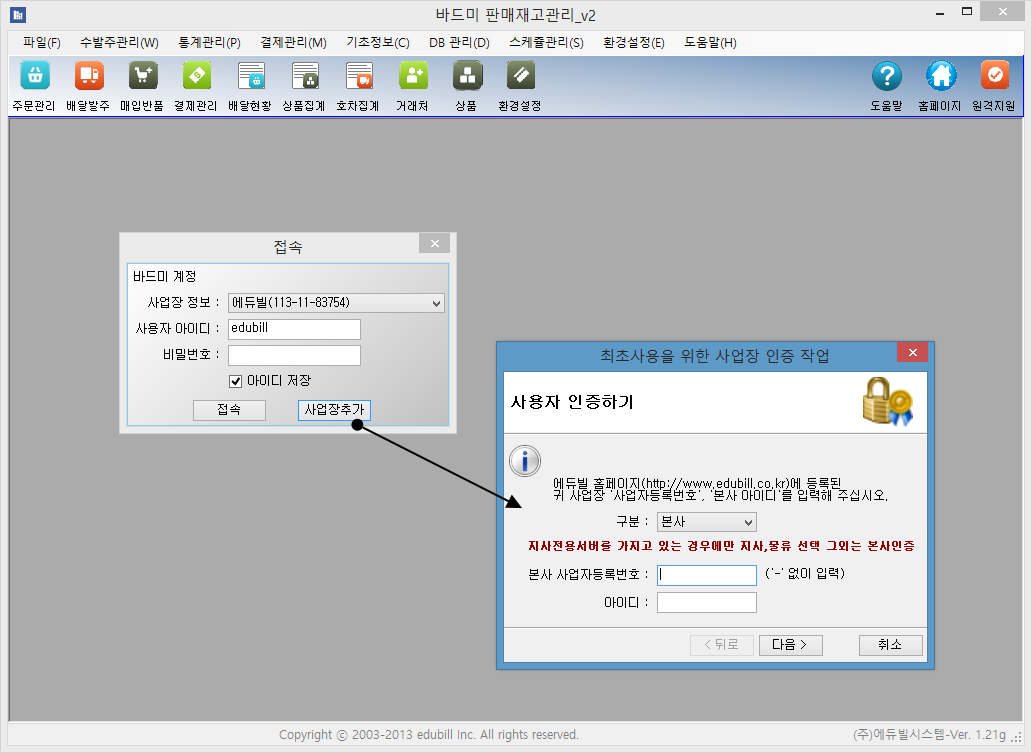 바드미 판매재고관리_v2
파일(F) 수발주관리(W) 통계관리(P) 결제관리(M) 기초정보(C) DB 관리(D) 스케쥴관리(S) 환경설정(E) 도움말(H)
주문관리 배달방주 매입반품 결제관리 배달현황 상품집계 호차집계 거래처 상품 환경설정 도움말 홈페이지 원격지원
접속
바드미 계정
사업장 정보 : 에듀빌(113-11-83754)
사용자 아이디 : edubill
비밀번호 :
아이디 저장
접속 사업장추가
최초사용을 위한 사업장 인증 작업
사용자 인증하기
에듀빌 홈페이지(http://www.edubill.co.kr)에 등록된
귀 사업장 '사업자등록번호', '본사 아이디'를 입력해 주십시오.
구분 : 본사
지사전용서버를 가지고 있는 경우에만 지사,물류 선택 그외는 본사인증
본사 사업자등록번호 : ('-' 없이 입력)
아이디 :
< 뒤로 다음 > 취소
Copyright ⓒ 2003-2013 edubill Inc. All rights reserved. (주)에듀빌시스템-Ver. 1.21g